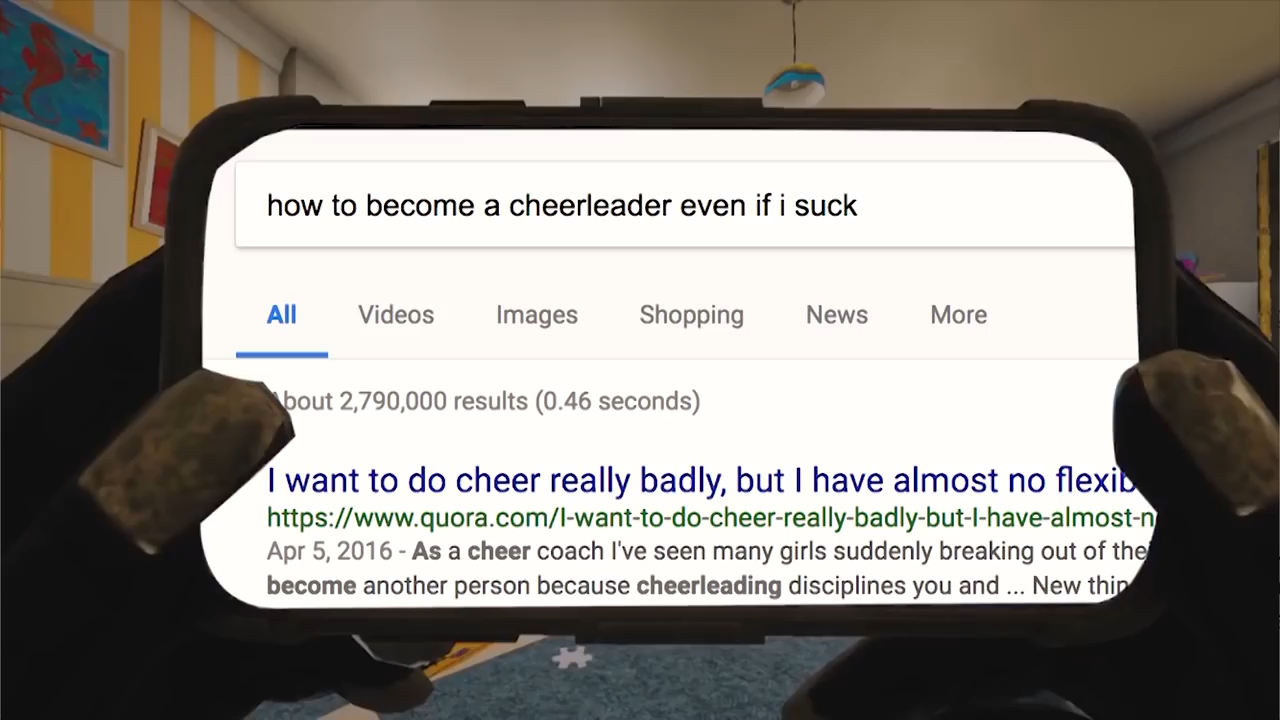 how to become a cheerleader even if i suck
All Videos Images Shopping News More
About 2,790,000 results (0.46 seconds)
I want to do cheer really badly, but I have almost no flexib
https://www.quora.com/I-want-to-do-cheer-really-badly-but-I-have-almost-n
Apr 5, 2016 - As a cheer coach I've seen many girls suddenly breaking out of the
become another person because cheerleading disciplines you and ... New thin